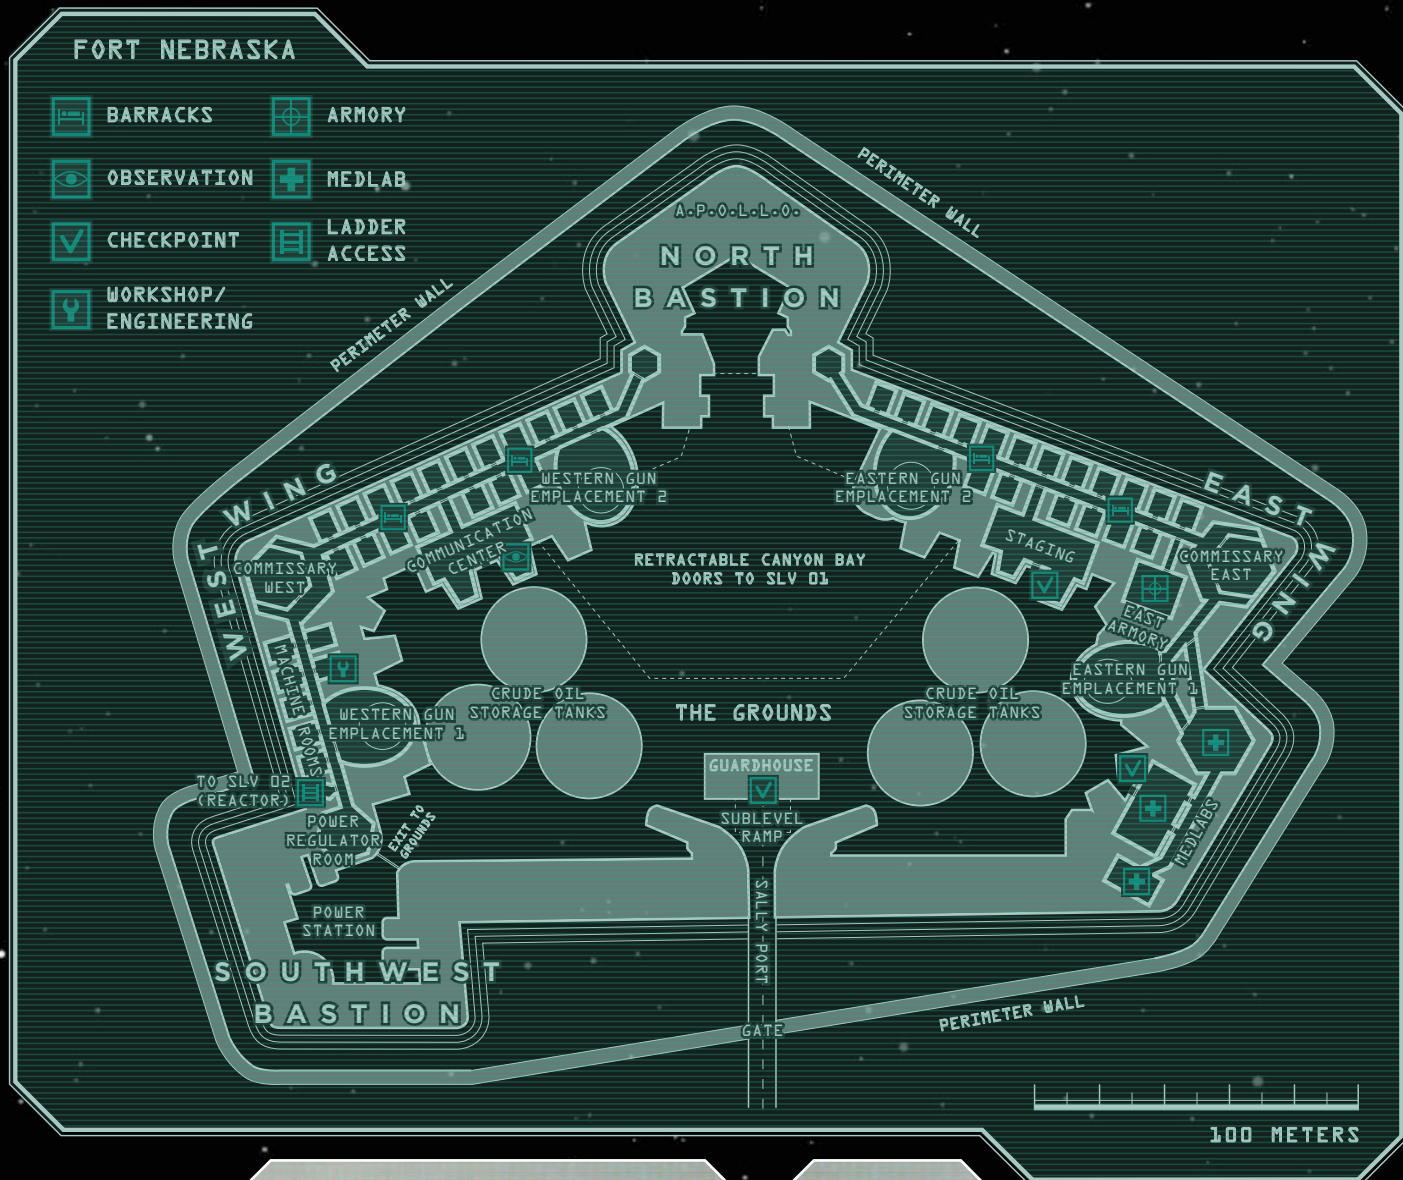 FORT NEBRASKA
BARRACKS
ARMORY
OBSERVATION
MEDLAB
CHECKPOINT
LADDER
ACCESS
WORKSHOP/
ENGINEERING
PERIMETER WALL
PERIMETER WALL
A.P.O.L.L.O.
NORTH
BASTION
WEST WING
EAST WING
WESTERN GUN
EMPLACEMENT 2
EASTERN GUN
EMPLACEMENT 2
COMMUNICATION
CENTER
STAGING
COMMISSARY
WEST
COMMISSARY
EAST
RETRACTABLE CANYON BAY
DOORS TO SLV 01
EAST
ARMORY
MACHINE ROOMS
WESTERN GUN
EMPLACEMENT 1
EASTERN GUN
EMPLACEMENT 1
CRUDE OIL
STORAGE TANKS
CRUDE OIL
STORAGE TANKS
THE GROUNDS
GUARDHOUSE
SUBLEVEL
RAMP
TO SLV 02
(REACTOR)
POWER
REGULATOR
ROOM
EXIT TO
GROUNDS
MEDLABS
POWER
STATION
SALLY PORT
SOUTHWEST
BASTION
GATE
PERIMETER WALL
100 METERS